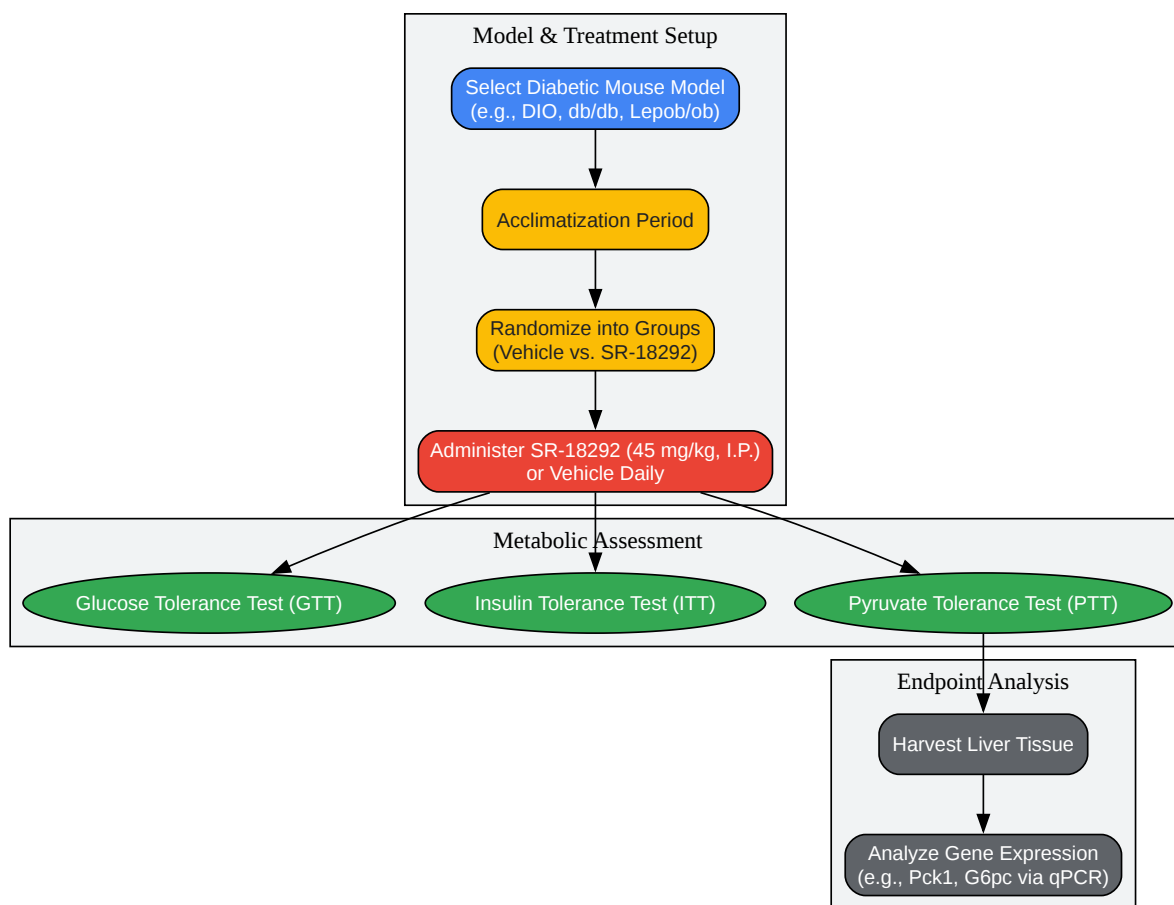 Model & Treatment Setup
Select Diabetic Mouse Model
(e.g., DIO, db/db, Lepob/ob)
Acclimatization Period
Randomize into Groups
(Vehicle vs. SR-18292)
Administer SR-18292 (45 mg/kg, I.P.)
or Vehicle Daily
Metabolic Assessment
Glucose Tolerance Test (GTT)
Insulin Tolerance Test (ITT)
Pyruvate Tolerance Test (PTT)
Endpoint Analysis
Harvest Liver Tissue
Analyze Gene Expression
(e.g., Pck1, G6pc via qPCR)